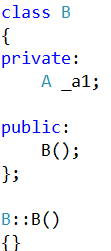 class B
{
private:
    A _a1;

public:
    B();
};

B::B()
{}